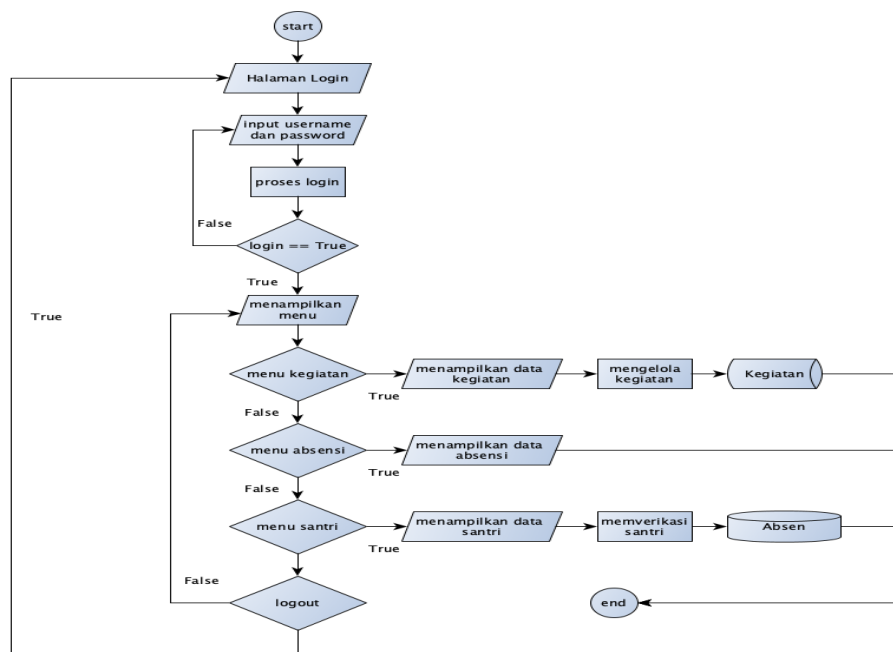 start
Halaman Login
input username
dan password
proses login
False
login == True
True
menampilkan
menu
True
menu kegiatan
True
menampilkan data
kegiatan
mengelola
kegiatan
Kegiatan
False
menu absensi
True
menampilkan data
absensi
False
menu santri
True
menampilkan data
santri
memverikasi
santri
Absen
False
logout
end